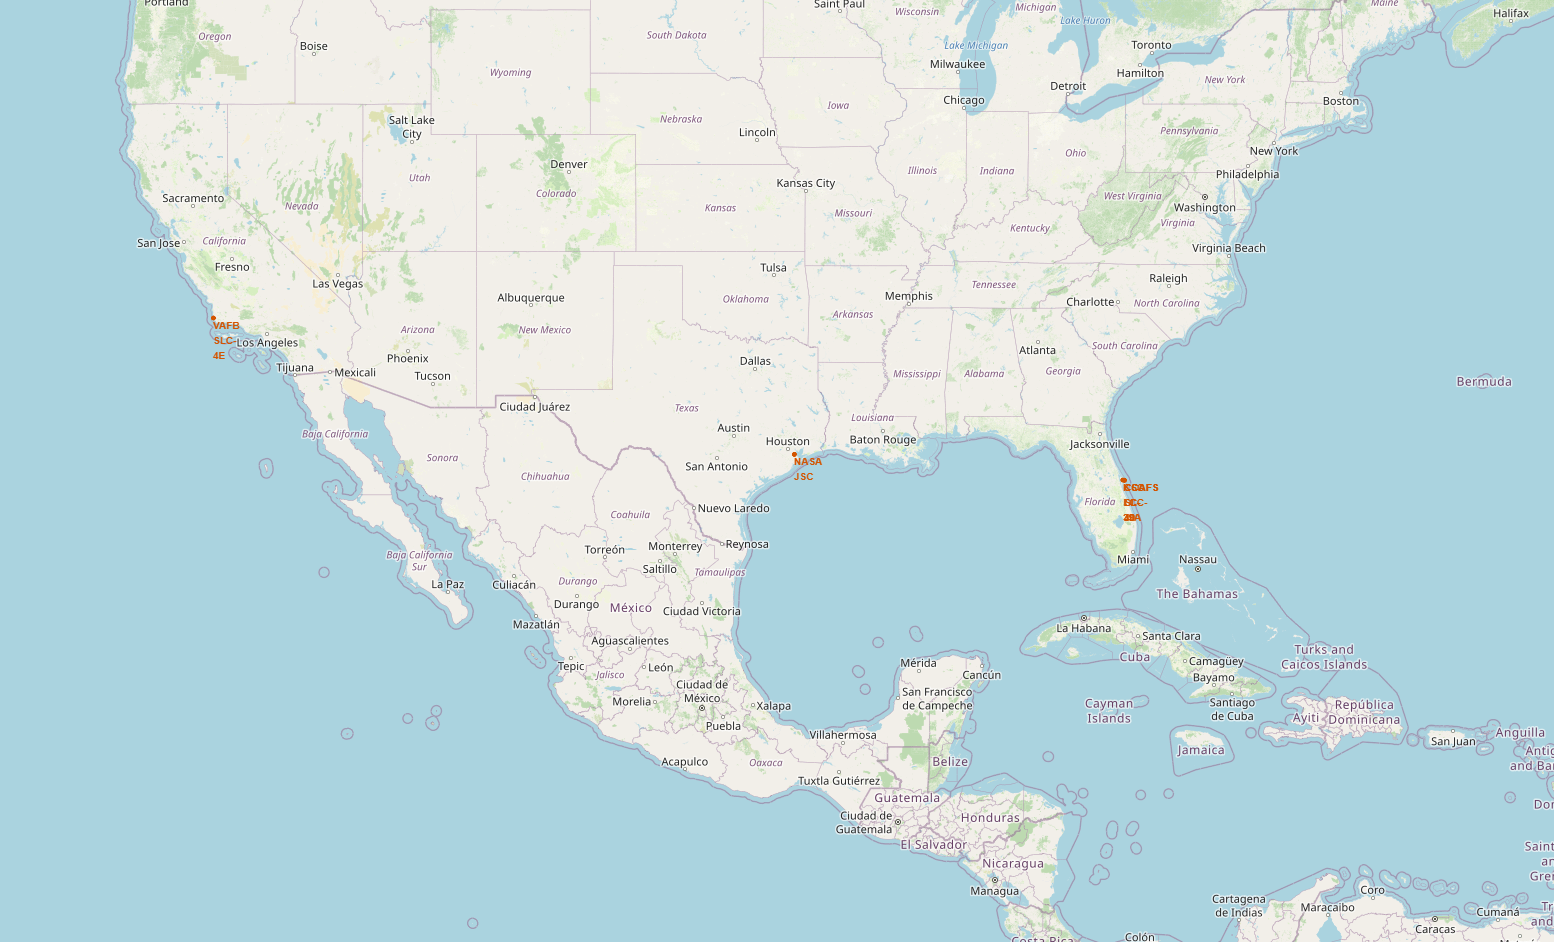 Portland
Saint Paul
Wisconsin
Michigan
Maine
Halifax
Oregon
Boise
South Dakota
Lake Huron
Toronto
Lake Michigan
Milwaukee
Hamilton
Wyoming
New York
Detroit
Chicago
Boston
Iowa
Salt Lake
City
Nebraska
Lincoln
Pennsylvania
New York
Ohio
Denver
Illinois
Indiana
Philadelphia
Utah
Kansas City
Colorado
West Virginia
Sacramento
Nevada
Kansas
Missouri
Washington
Virginia
Kentucky
San Jose
California
Virginia Beach
Fresno
Tulsa
Raleigh
Las Vegas
Tennessee
Albuquerque
Oklahoma
Memphis
Charlotte
North Carolina
VAFB
SLC-
4E
Los Angeles
Arizona
New Mexico
Arkansas
South Carolina
Atlanta
Phoenix
Dallas
Tijuana
Mexicali
Tucson
Mississippi
Alabama
Georgia
Bermuda
Ciudad Juárez
Texas
Louisiana
Austin
Houston
Baton Rouge
Jacksonville
Baja California
Sonora
San Antonio
NASA
JSC
Chihuahua
Florida
Coahuila
Nuevo Laredo
Torreón
Monterrey
Reynosa
Saltillo
Tamaulipas
Miami
Nassau
Baja California
Sur
La Paz
Culiacán
Durango
Durango
México
Ciudad Victoria
The Bahamas
Mazatlán
Aguascalientes
La Habana
Santa Clara
Cuba
Camagüey
Bayamo
Turks and
Caicos Islands
Tepic
León
Jalisco
Mérida
Cancún
Ciudad de
México
Morelia
Puebla
Xalapa
San Francisco
de Campeche
Cayman
Islands
Santiago
de Cuba
Ayiti
República
Dominicana
Villahermosa
Jamaica
San Juan
Anguilla
Acapulco
Oaxaca
Belize
Tuxtla Gutiérrez
and
Guatemala
Ciudad de
Guatemala
Honduras
El Salvador
Nicaragua
Managua
Saint
Cartagena
de Indias
Maracaibo
Coro
Cumaná
Caracas
Costa Rica
Colón